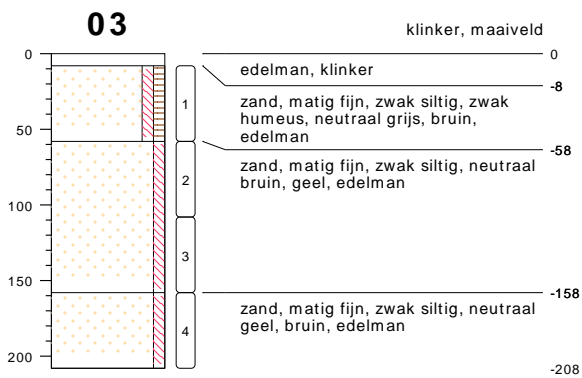 03
klinker, maaiveld
0
0
edelman, klinker
-8
1
zand, matig fijn, zwak siltig, zwak
humeus, neutraal grijs, bruin,
edelman
50
-58
zand, matig fijn, zwak siltig, neutraal
bruin, geel, edelman
2
100
3
150
-158
zand, matig fijn, zwak siltig, neutraal
geel, bruin, edelman
4
200
-208